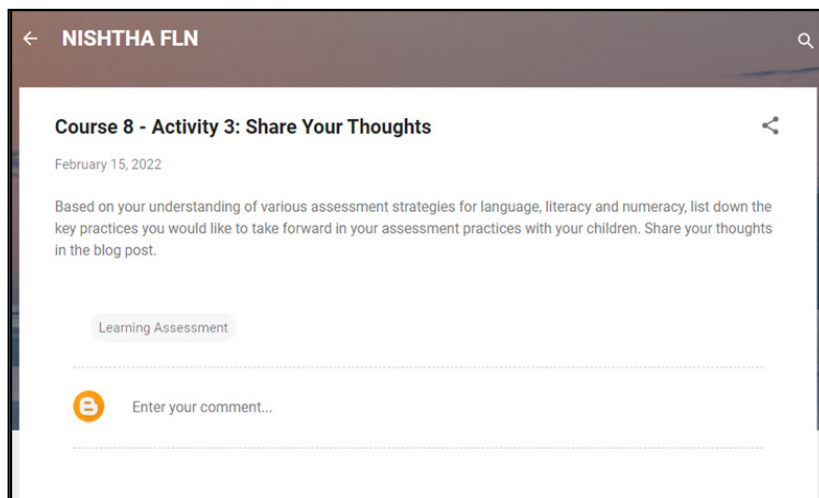 NISHTHA FLN
Course 8 - Activity 3: Share Your Thoughts
February 15, 2022
Based on your understanding of various assessment strategies for language, literacy and numeracy, list down the
key practices you would like to take forward in your assessment practices with your children. Share your thoughts
in the blog post.
Learning Assessment
Enter your comment...